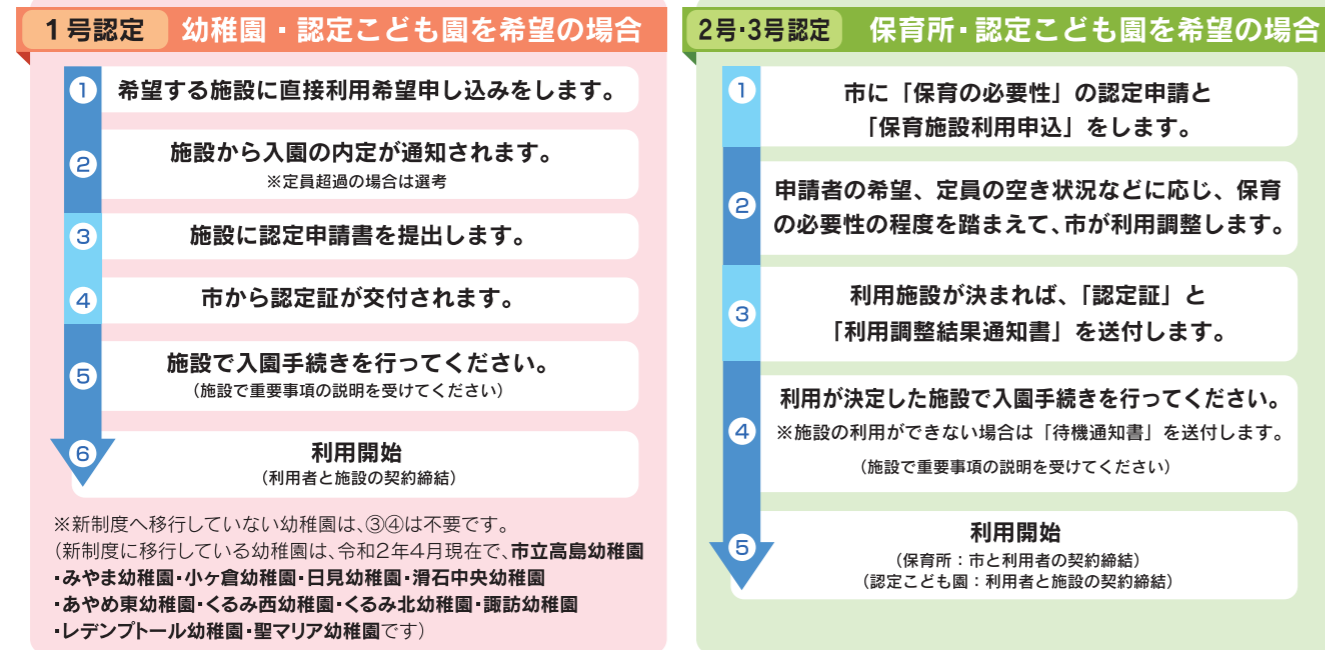 1号認定 幼稚園・認定こども園を希望の場合
① 希望する施設に直接利用希望申し込みをします。
② 施設から入園の内定が通知されます。
※定員超過の場合は選考
③ 施設に認定申請書を提出します。
④ 市から認定証が交付されます。
⑤ 施設で入園手続きを行ってください。
(施設で重要事項の説明を受けてください)
⑥ 利用開始
(利用者と施設の契約締結)
※新制度へ移行していない幼稚園は、③④は不要です。
(新制度に移行している幼稚園は、令和2年4月現在で、市立高島幼稚園
・みやま幼稚園・小ヶ倉幼稚園・日見幼稚園・滑石中央幼稚園
・あやめ東幼稚園・くるみ西幼稚園・くるみ北幼稚園・諏訪幼稚園
・レデンプトール幼稚園・聖マリア幼稚園です)
2号・3号認定 保育所・認定こども園を希望の場合
① 市に「保育の必要性」の認定申請と
「保育施設利用申込」をします。
② 申請者の希望、定員の空き状況などに応じ、保育
の必要性の程度を踏まえて、市が利用調整します。
③ 利用施設が決まれば、「認定証」と
「利用調整結果通知書」を送付します。
④ 利用が決定した施設で入園手続きを行ってください。
※施設の利用ができない場合は「待機通知書」を送付します。
(施設で重要事項の説明を受けてください)
⑤ 利用開始
(保育所:市と利用者の契約締結)
(認定こども園:利用者と施設の契約締結)